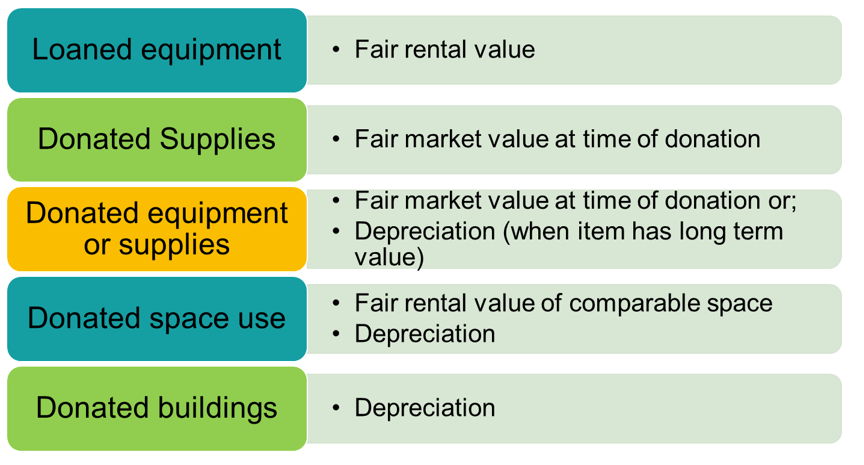 Loaned equipment
• Fair rental value
Donated Supplies
• Fair market value at time of donation
Donated equipment
or supplies
• Fair market value at time of donation or;
• Depreciation (when item has long term
value)
Donated space use
• Fair rental value of comparable space
• Depreciation
Donated buildings
• Depreciation